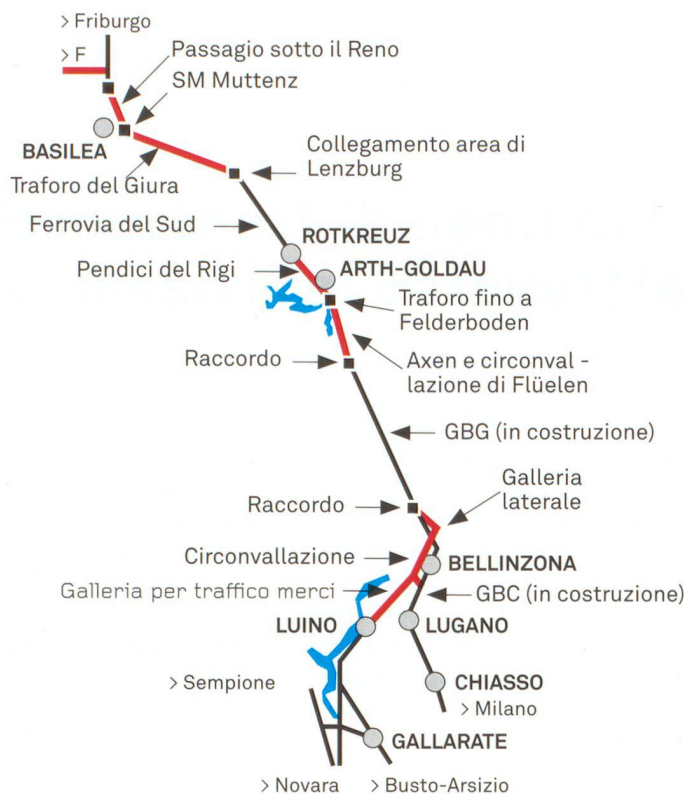 > Friburgo
> F
Passagio sotto il Reno
SM Muttenz
BASILEA
Traforo del Giura
Collegamento area di
Lenzburg
Ferrovia del Sud
ROTKREUZ
Pendici del Rigi
ARTH-GOLDAU
Traforo fino a
Felderboden
Raccordo
Axen e circonval -
lazione di Flüelen
GBG (in costruzione)
Galleria
laterale
Raccordo
Circonvallazione
BELLINZONA
Galleria per traffico merci
GBC (in costruzione)
LUINO
LUGANO
> Sempione
CHIASSO
> Milano
GALLARATE
> Novara
> Busto-Arsizio